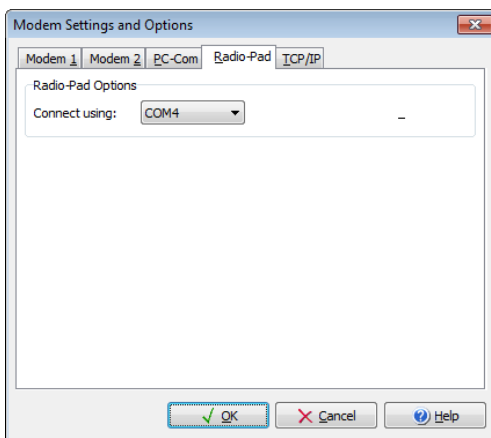 Modem Settings and Options
Modem 1 Modem 2 PC-Com Radio-Pad TCP/IP
Radio-Pad Options
Connect using: COM4 –
OK Cancel Help